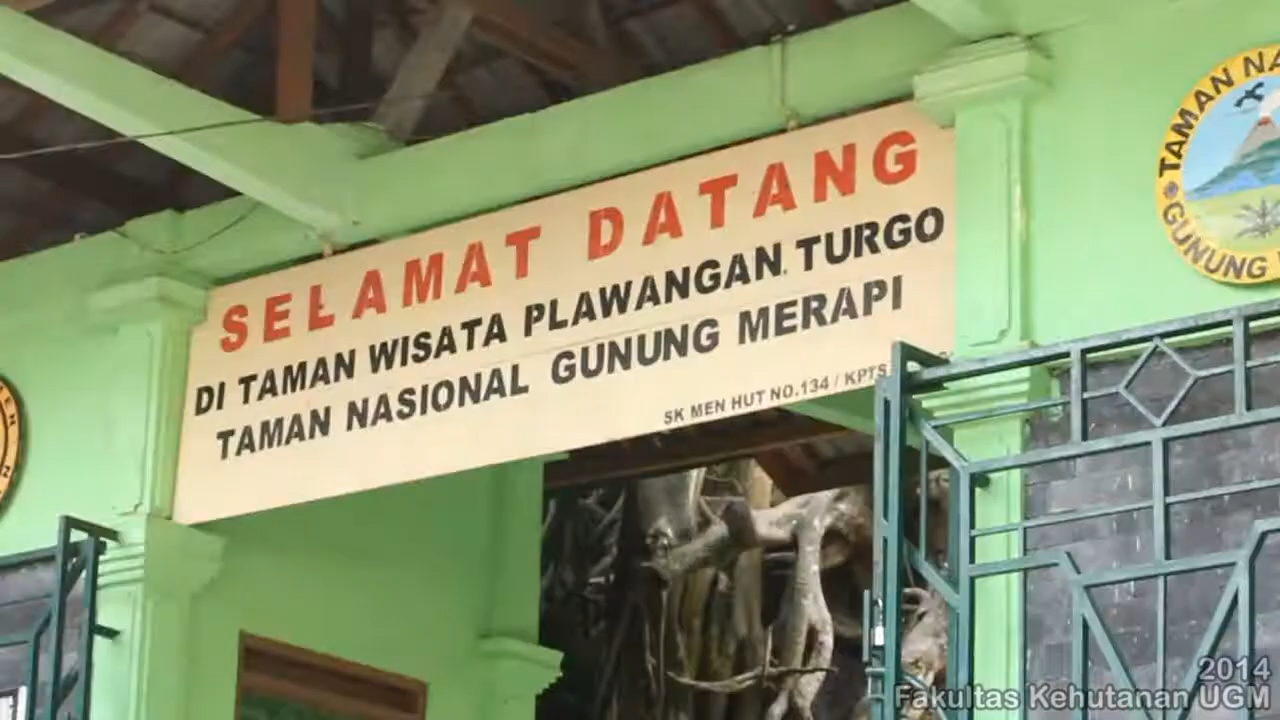 SELAMAT DATANG
DI TAMAN WISATA PLAWANGAN TURGO
TAMAN NASIONAL GUNUNG MERAPI
SK MEN HUT NO.134 / KPTS
TAMAN NA
GUNUNG
2014
Fakultas Kehutanan UGM